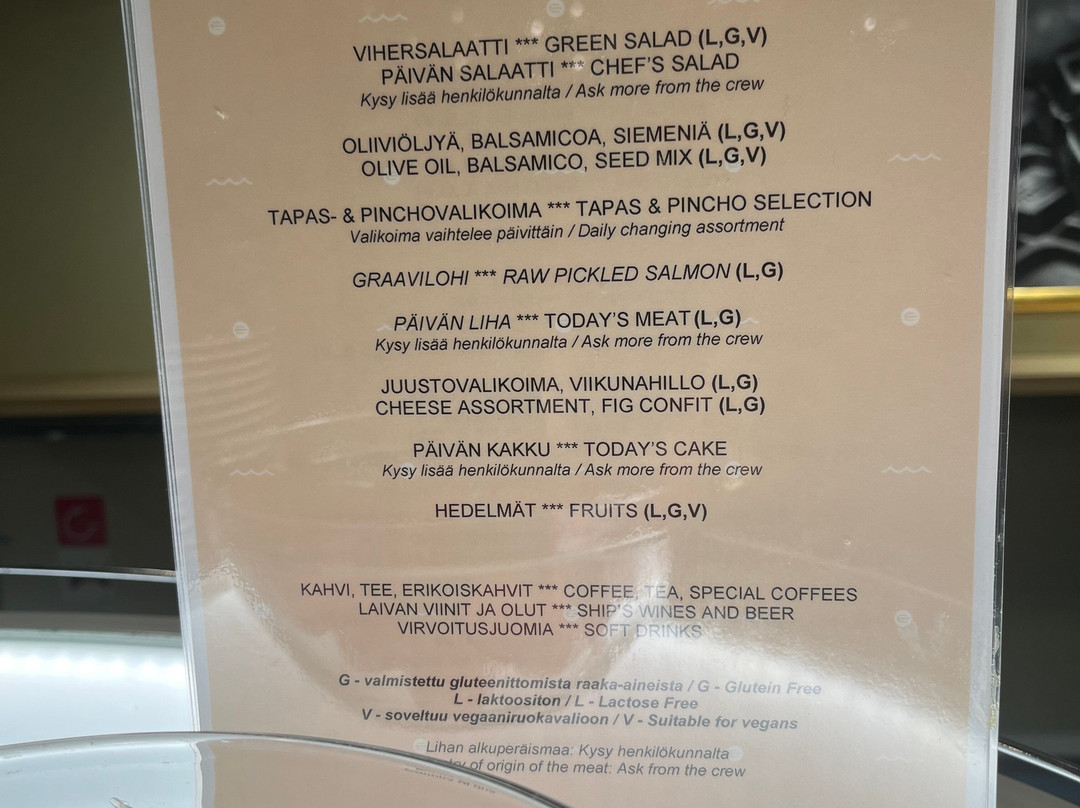 VIHERSALAATTI *** GREEN SALAD (L,G,V)
PÄIVÄN SALAATTI *** CHEF'S SALAD
Kysy lisää henkilökunnalta / Ask more from the crew
OLIIVIÖLJYÄ, BALSAMICOA, SIEMENIÄ (L,G,V)
OLIVE OIL, BALSAMICO, SEED MIX (L,G,V)
TAPAS- & PINCHOVALIKOIMA *** TAPAS & PINCHO SELECTION
Valikoima vaihtelee päivittäin / Daily changing assortment
GRAAVILOHI *** RAW PICKLED SALMON (L,G)
PÄIVÄN LIHA *** TODAY'S MEAT (L,G)
Kysy lisää henkilökunnalta / Ask more from the crew
JUUSTOVALIKOIMA, VIIKUNAHILLO (L,G)
CHEESE ASSORTMENT, FIG CONFIT (L,G)
PÄIVÄN KAKKU *** TODAY'S CAKE
Kysy lisää henkilökunnalta / Ask more from the crew
HEDELMÄT *** FRUITS (L,G,V)
KAHVI, TEE, ERIKOISKAHVIT *** COFFEE, TEA, SPECIAL COFFEES
LAIVAN VIINIT JA OLUT *** SHIP'S WINES AND BEER
VIRVOITUSJUOMIA *** SOFT DRINKS
G - valmistettu gluteenittomista raaka-aineista / G - Glutein Free
L - laktoositon / L - Lactose Free
V - soveltuu vegaaniruokavalioon / V - Suitable for vegans
Lihan alkuperäismaa: Kysy henkilökunnalta
of origin of the meat: Ask from the crew